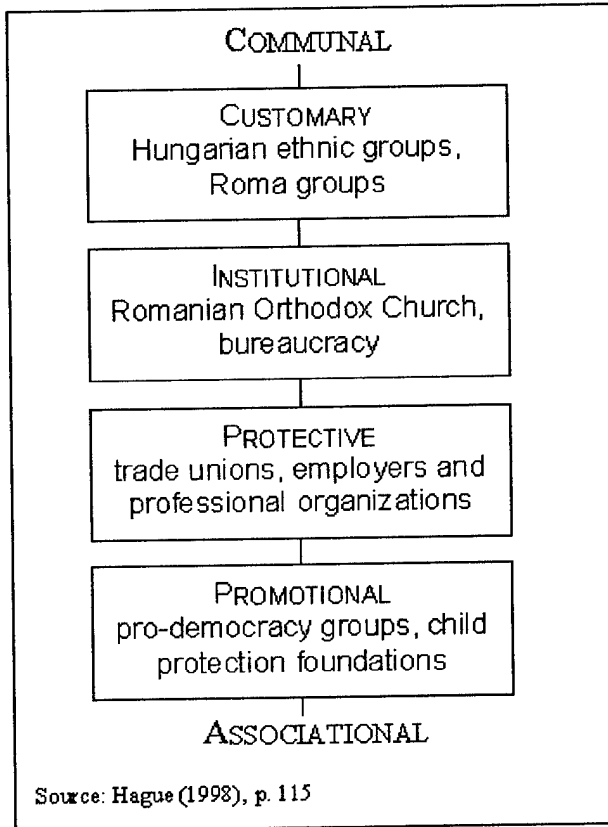 COMMUNAL
CUSTOMARY
Hungarian ethnic groups,
Roma groups
INSTITUTIONAL
Romanian Orthodox Church,
bureaucracy
PROTECTIVE
trade unions, employers and
professional organizations
PROMOTIONAL
pro-democracy groups, child
protection foundations
ASSOCIATIONAL
Source: Hague (1998), p. 115